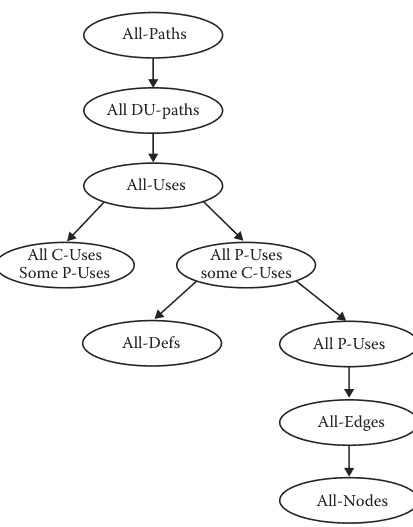 All-Paths
All DU-paths
All-Uses
All C-Uses
Some P-Uses
All P-Uses
some C-Uses
All-Defs
All P-Uses
All-Edges
All-Nodes